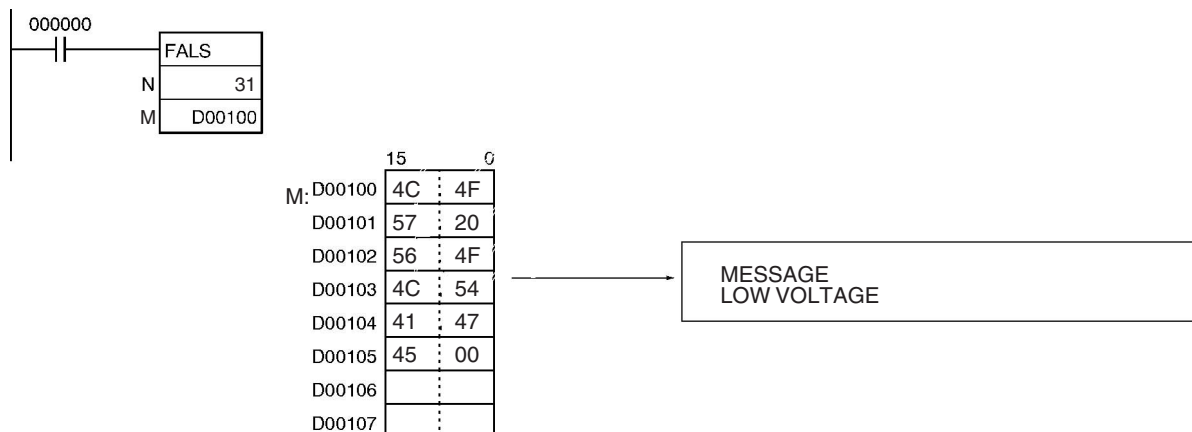 000000
FALS
N 31
M D00100
15 0
M: D00100 4C 4F
D00101 57 20
D00102 56 4F
D00103 4C 54
D00104 41 47
D00105 45 00
D00106
D00107
MESSAGE
LOW VOLTAGE